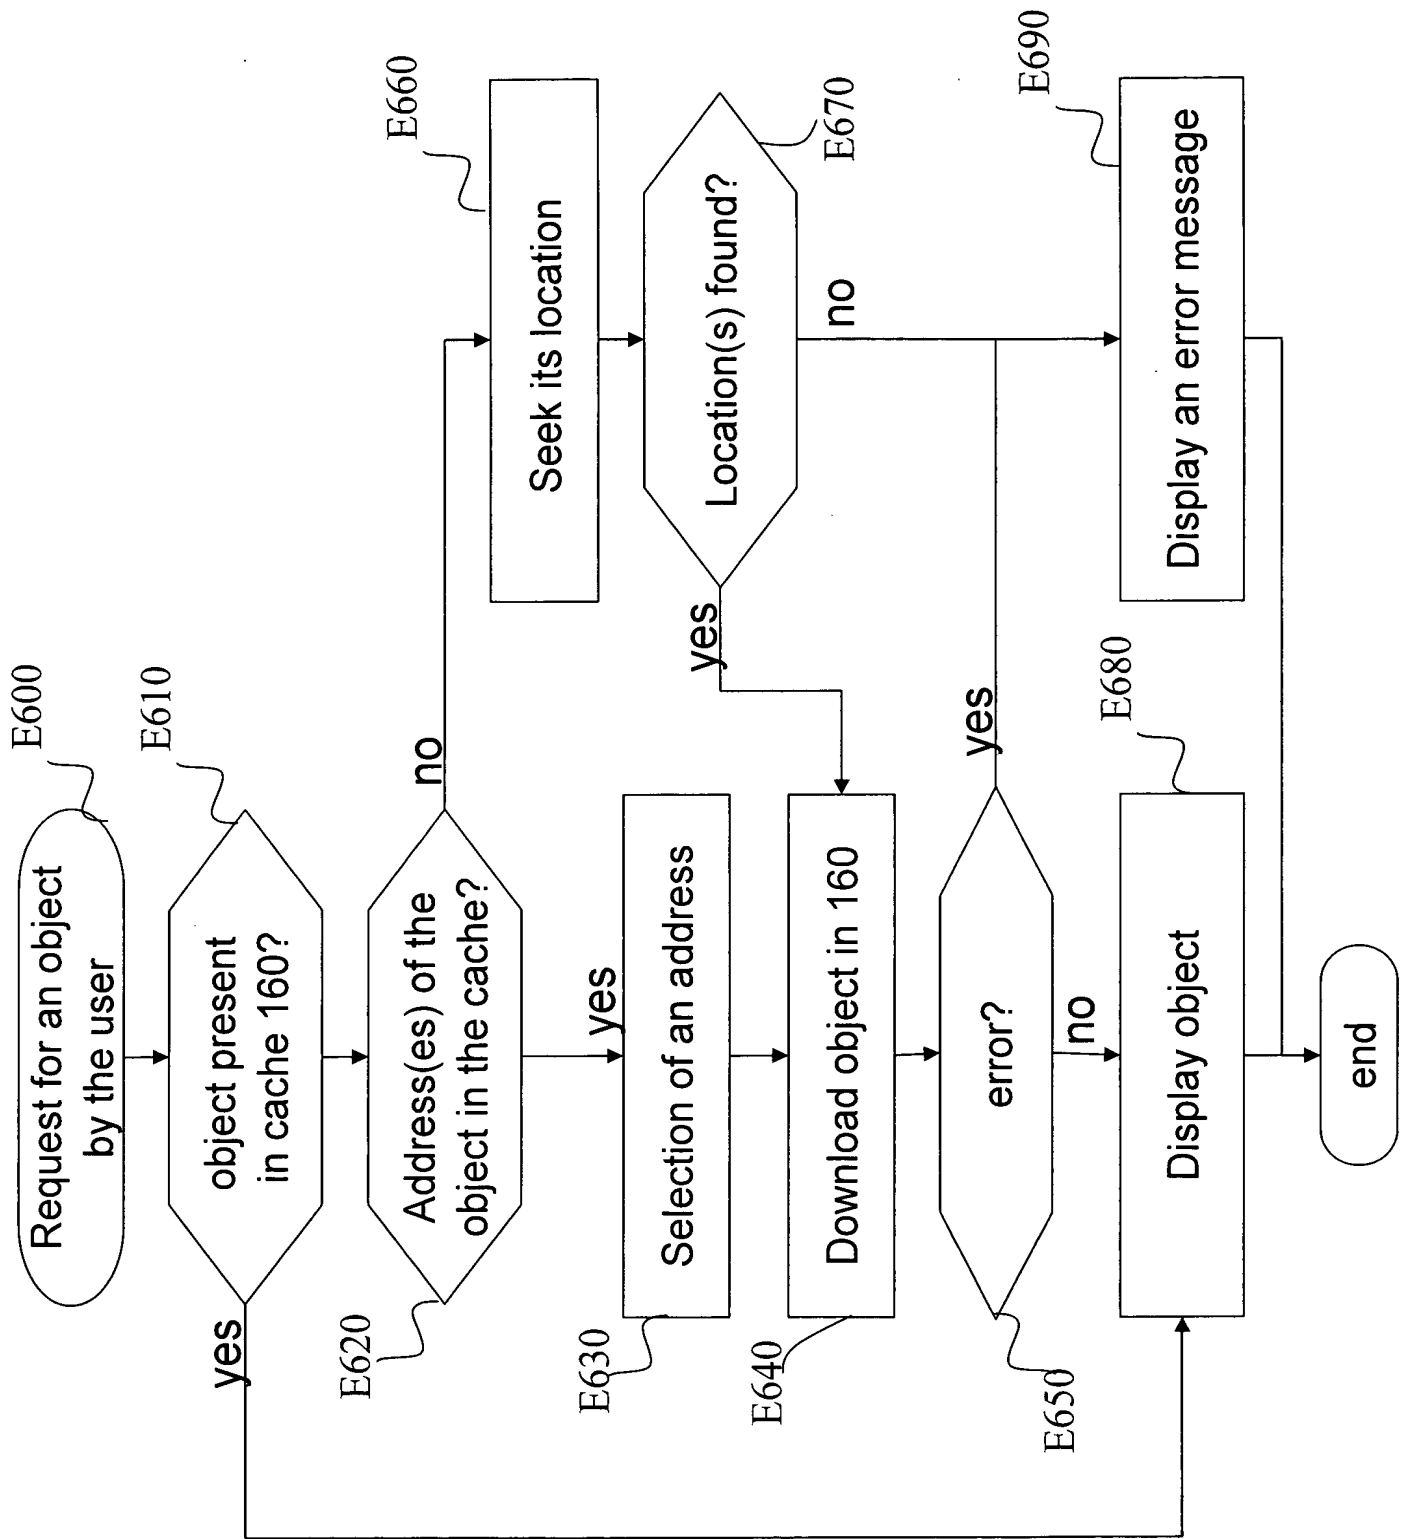 E600
Request for an object
by the user
E610
object present
in cache 160?
yes
E620
Address(es) of the
object in the cache?
no
yes
E660
Seek its location
E630
Selection of an address
Location(s) found?
E670
yes
no
E640
Download object in 160
error?
yes
no
E650
E680
Display object
E690
Display an error message
end